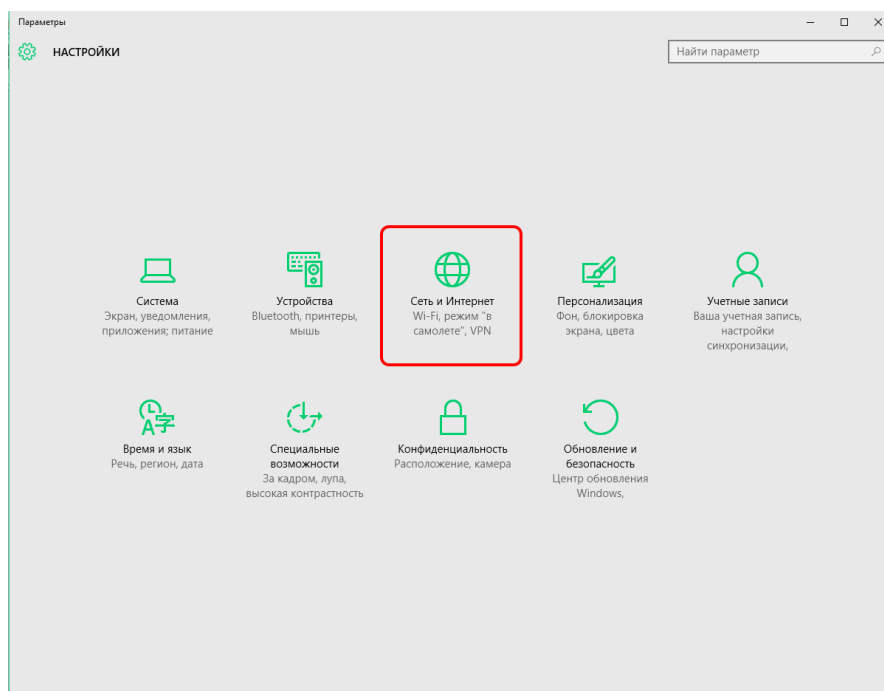 Параметры
НАСТРОЙКИ
Найти параметр
Система
Экран, уведомления,
приложения; питание
Устройства
Bluetooth, принтеры,
мышь
Сеть и Интернет
Wi-Fi, режим "в
самолете", VPN
Персонализация
Фон, блокировка
экрана, цвета
Учетные записи
Ваша учетная запись,
настройки
синхронизации,
Время и язык
Речь, регион, дата
Специальные
возможности
За кадром, лупа,
высокая контрастность
Конфиденциальность
Расположение, камера
Обновление и
безопасность
Центр обновления
Windows,